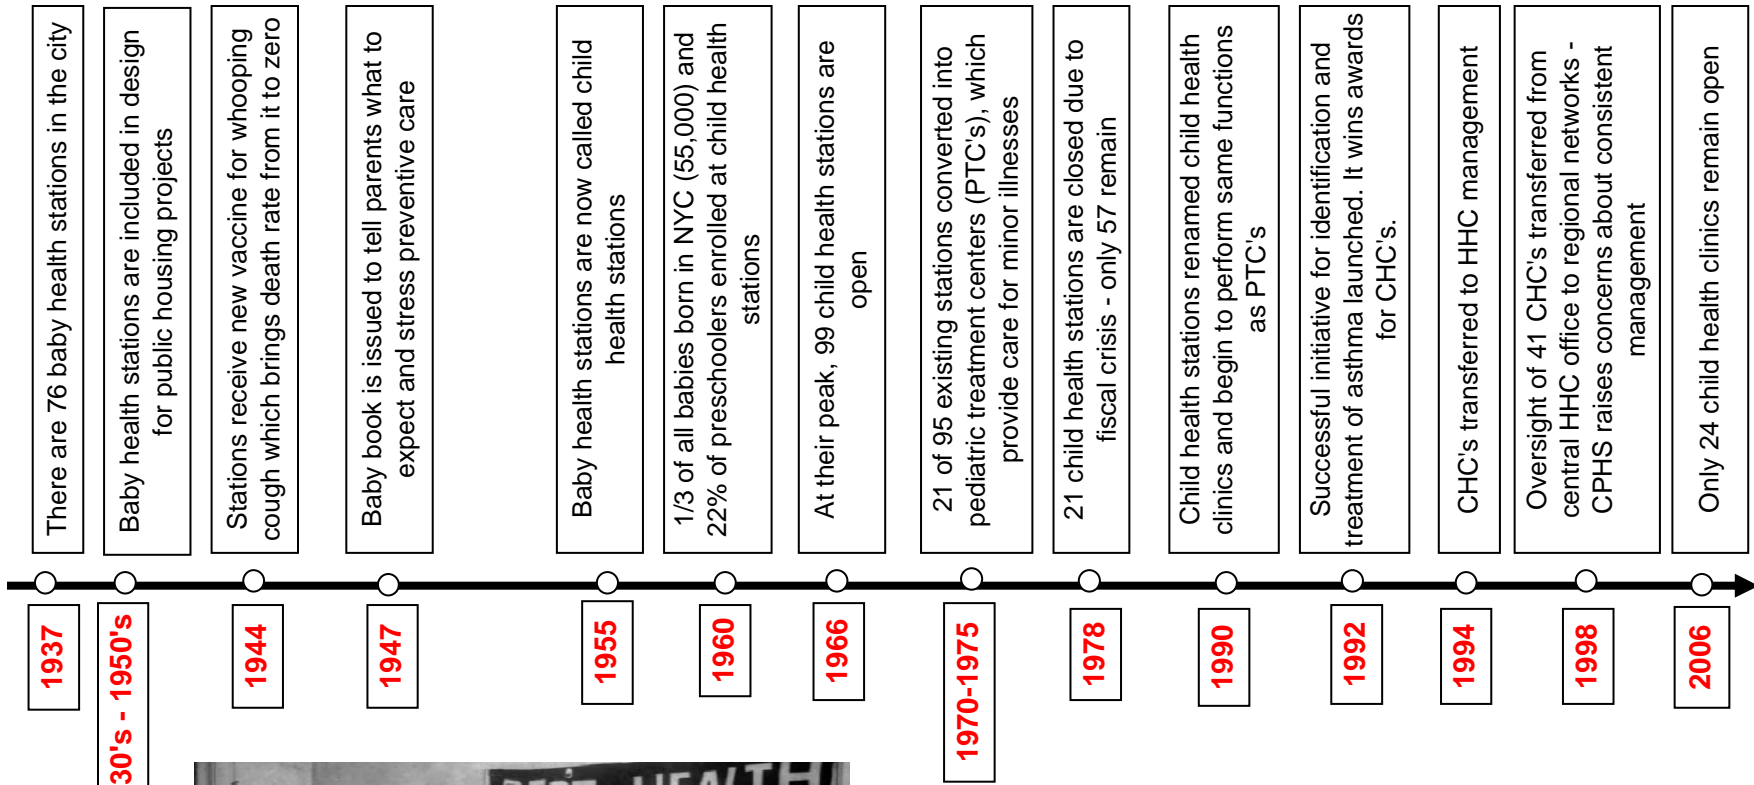 There are 76 baby health stations in the city
Baby health stations are included in design
for public housing projects
Stations receive new vaccine for whooping
cough which brings death rate from it to zero
Baby book is issued to tell parents what to
expect and stress preventive care
Baby health stations are now called child
health stations
1/3 of all babies born in NYC (55,000) and
22% of preschoolers enrolled at child health
stations
At their peak, 99 child health stations are
open
21 of 95 existing stations converted into
pediatric treatment centers (PTC's), which
provide care for minor illnesses
21 child health stations are closed due to
fiscal crisis - only 57 remain
Child health stations renamed child health
clinics and begin to perform same functions
as PTC's
Successful initiative for identification and
treatment of asthma launched. It wins awards
for CHC's.
CHC's transferred to HHC management
Oversight of 41 CHC's transferred from
central HHC office to regional networks -
CPHS raises concerns about consistent
management
Only 24 child health clinics remain open
1937
30's - 1950's
1944
1947
1955
1960
1966
1970-1975
1978
1990
1992
1994
1998
2006
HEALTH